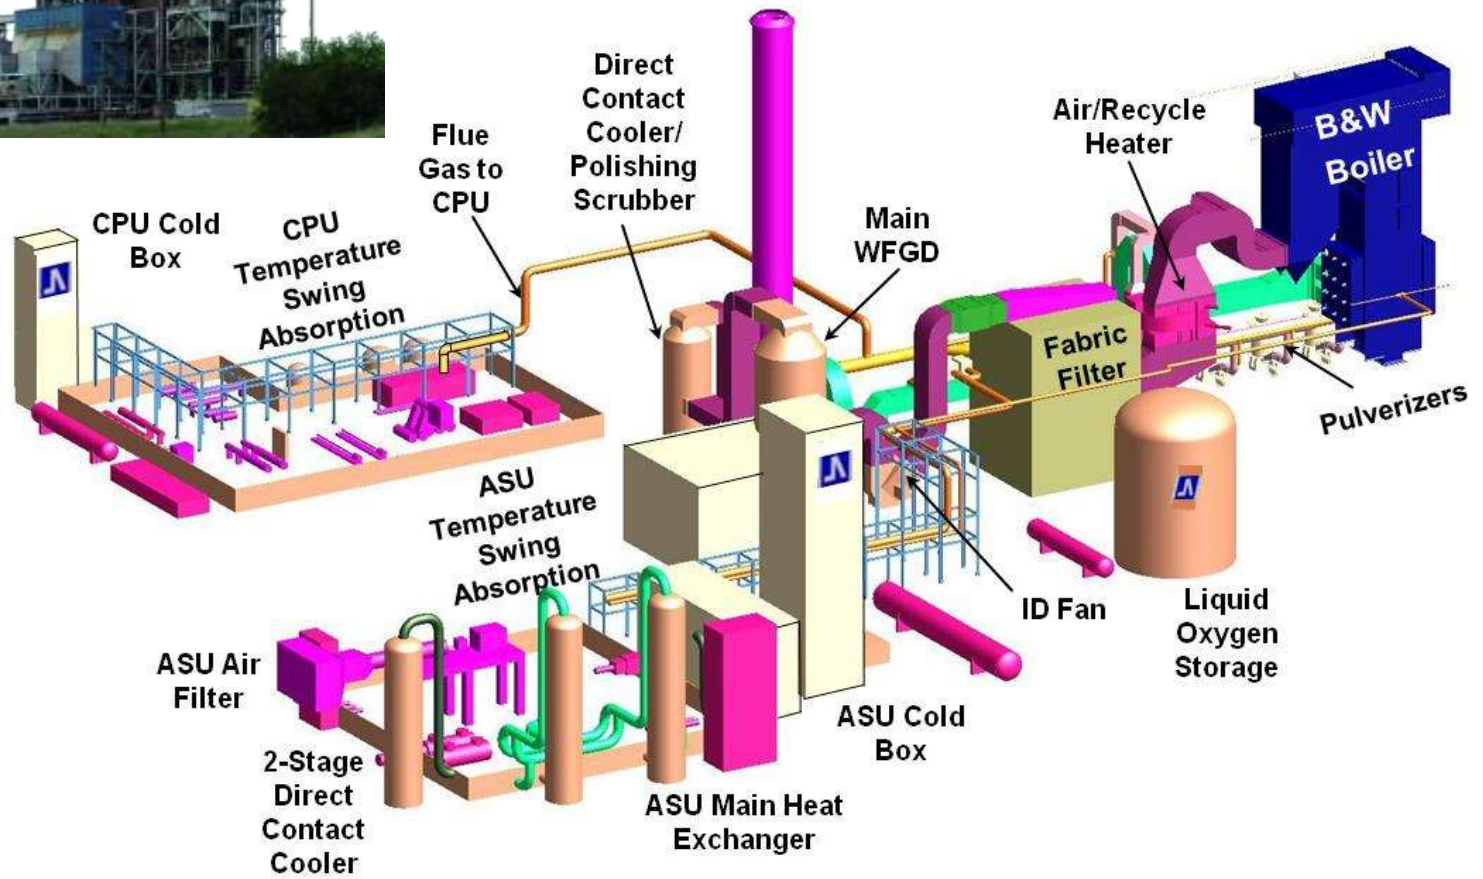 Direct
Contact
Cooler/
Polishing
Scrubber
Flue
Gas to
CPU
Air/Recycle
Heater
B&W
Boiler
CPU Cold
Box
CPU
Temperature
Swing
Absorption
Main
WFGD
Fabric
Filter
Pulverizers
ASU
Temperature
Swing
Absorption
ID Fan
Liquid
Oxygen
Storage
ASU Air
Filter
ASU Cold
Box
2-Stage
Direct
Contact
Cooler
ASU Main Heat
Exchanger